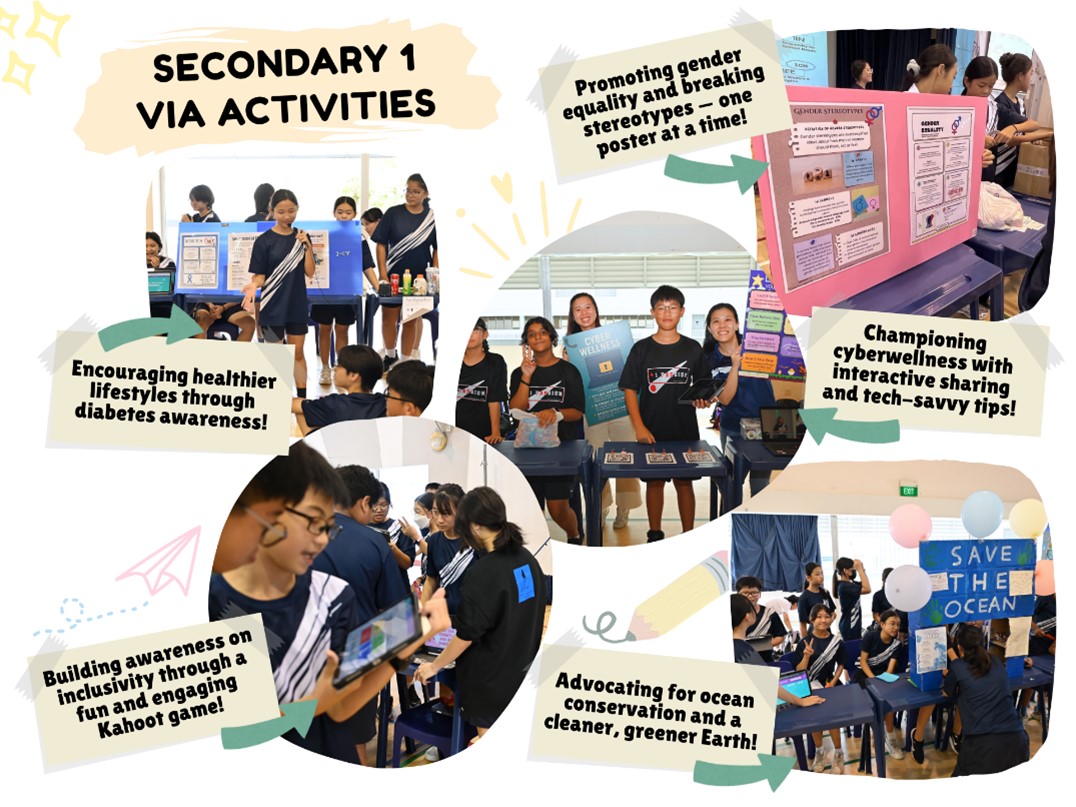 SECONDARY 1
VIA ACTIVITIES
Promoting gender
equality and breaking
stereotypes – one
poster at a time!
GENDER STEREOTYPES
GENDER
EQUALITY
Encouraging healthier
lifestyles through
diabetes awareness!
CYBER
WELLNESS
Championing
cyberwellness with
interactive sharing
and tech-savvy tips!
EXIT
SAVE
THE
OCEAN
Building awareness on
inclusivity through a
fun and engaging
Kahoot game!
Advocating for ocean
conservation and a
cleaner, greener Earth!